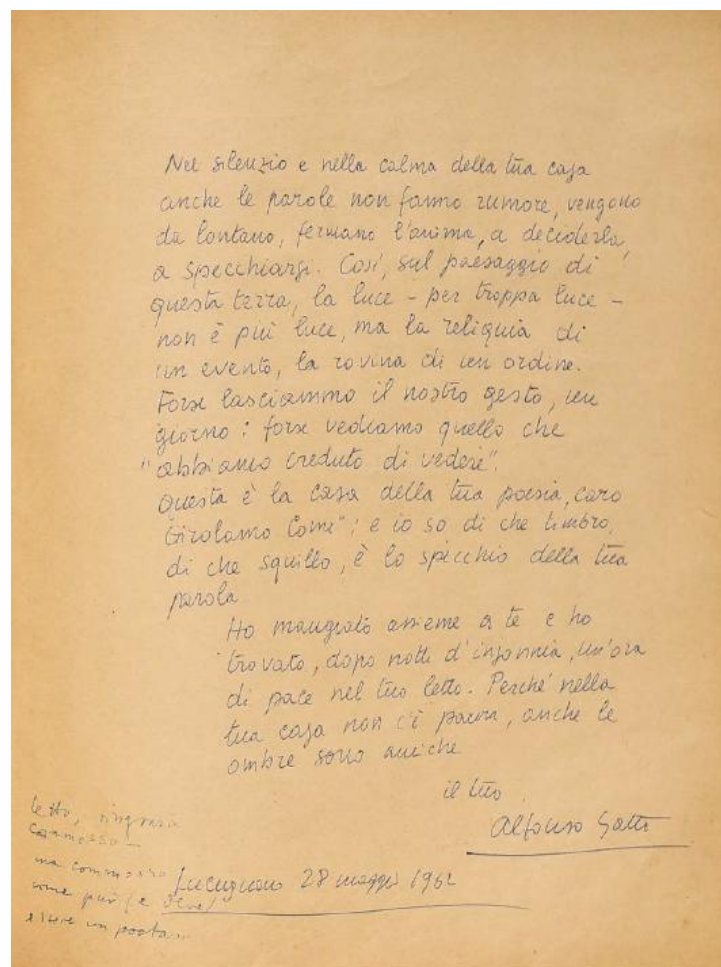 Nel silenzio e nella calma della tua casa
anche le parole non fanno rumore, vengono
da lontano, fermano l'anima, a deciderla,
a specchiarsi. Così, sul paesaggio di
questa terra, la luce - per troppa luce -
non è più luce, ma la reliquia di
un evento, la rovina di un ordine.
Forse lasciammo il nostro gesto, un
giorno: forse vediamo quello che
"abbiamo creduto di vedere".
Questa è la casa della tua poesia, caro
Girolamo Comi"; e io so di che timbro,
di che squillo, è lo specchio della tua
parola.
Ho mangiato assieme a te e ho
trovato, dopo notti d'insonnia, un'ora
di pace nel tuo letto. Perché nella
tua casa non c'è paura, anche le
ombre sono amiche
il tuo
Alfonso Gatto
Lucugnano 28 maggio 1962
letto, ringrazia
commosso -
ma commosso
come può (e deve)
essere un poeta...